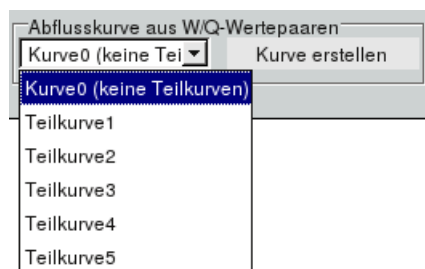 Abflusskurve aus W/Q-Wertepaaren
Kurve0 (keine Tei Kurve erstellen
Kurve0 (keine Teilkurven)
Teilkurve1
Teilkurve2
Teilkurve3
Teilkurve4
Teilkurve5